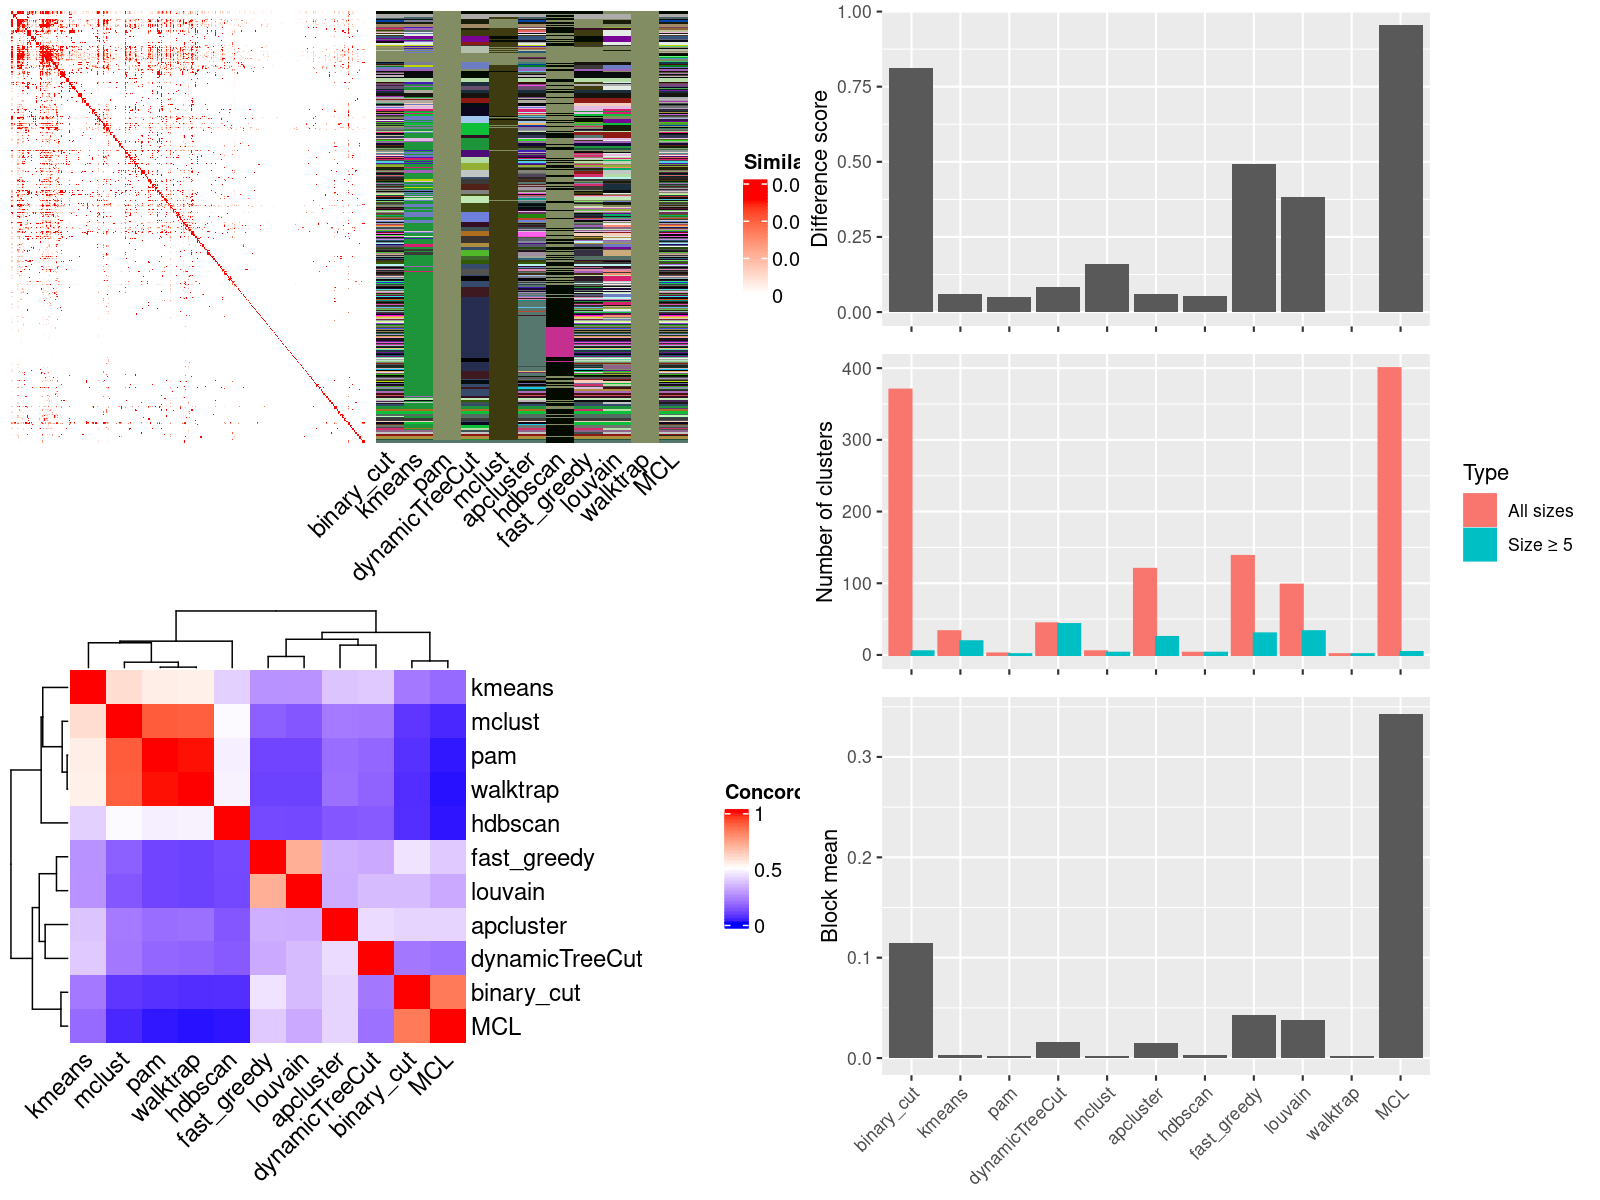 Simila
0.0
0.0
0.0
0
binary_cut
kmeans
pam
dynamicTreeCut
mclust
apcluster
hdbscan
fast_greedy
louvain
walktrap
MCL
kmeans
mclust
pam
walktrap
hdbscan
fast_greedy
louvain
apcluster
dynamicTreeCut
binary_cut
MCL
kmeans
mclust
pam
walktrap
hdbscan
fast_greedy
louvain
apcluster
dynamicTreeCut
binary_cut
MCL
Concord
1
0.5
0
Difference score
1.00
0.75
0.50
0.25
0.00
Number of clusters
400
300
200
100
0
Type
All sizes
Size ≥ 5
Block mean
0.3
0.2
0.1
0.0
binary_cut
kmeans
pam
dynamicTreeCut
mclust
apcluster
hdbscan
fast_greedy
louvain
walktrap
MCL